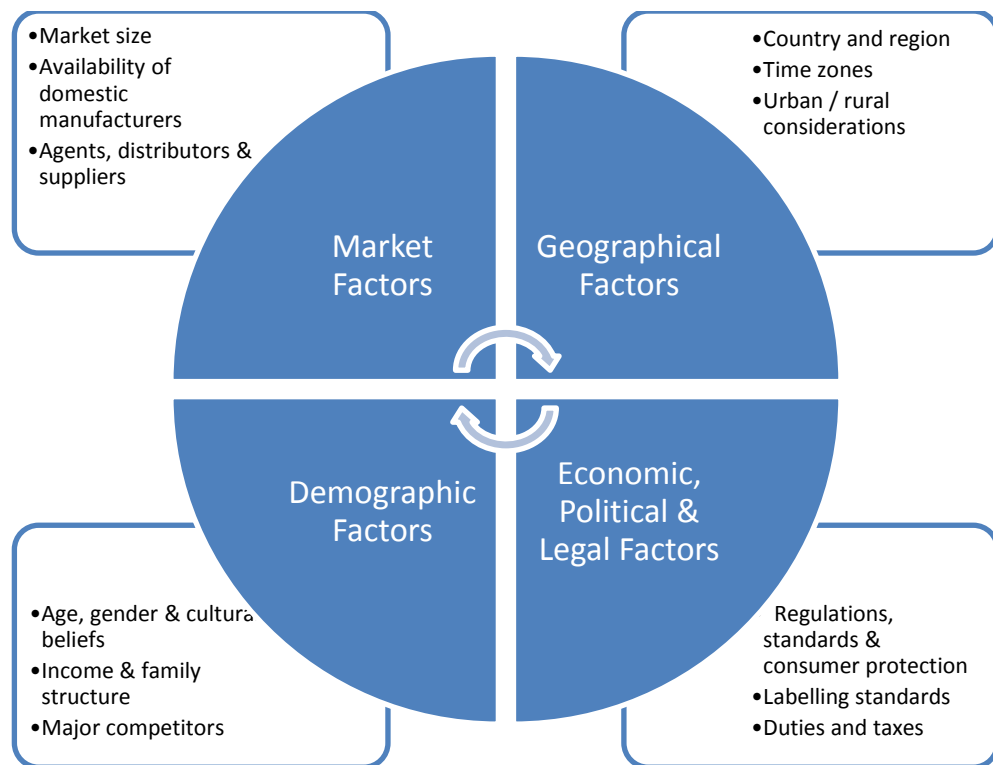 •Market size
•Availability of
domestic
manufacturers
•Agents, distributors &
suppliers
•Country and region
•Time zones
•Urban / rural
considerations
Market
Factors
Geographical
Factors
Demographic
Factors
Economic,
Political &
Legal Factors
•Age, gender & cultura
beliefs
•Income & family
structure
•Major competitors
Regulations,
standards &
consumer protection
•Labelling standards
•Duties and taxes